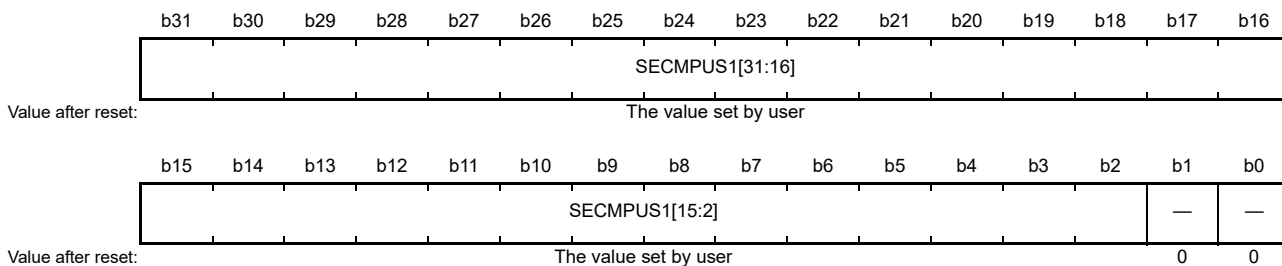 b31 b30 b29 b28 b27 b26 b25 b24 b23 b22 b21 b20 b19 b18 b17 b16
SECMPUS1[31:16]
Value after reset: The value set by user
b15 b14 b13 b12 b11 b10 b9 b8 b7 b6 b5 b4 b3 b2 b1 b0
SECMPUS1[15:2] — —
Value after reset: The value set by user 0 0